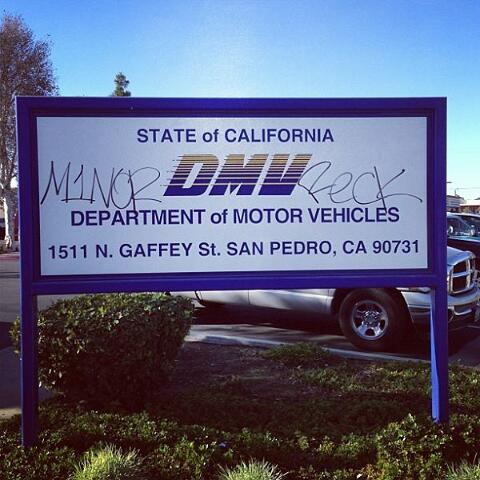 STATE of CALIFORNIA
M1NOR DMV RECK
DEPARTMENT of MOTOR VEHICLES
1511 N. GAFFEY St. SAN PEDRO, CA 90731